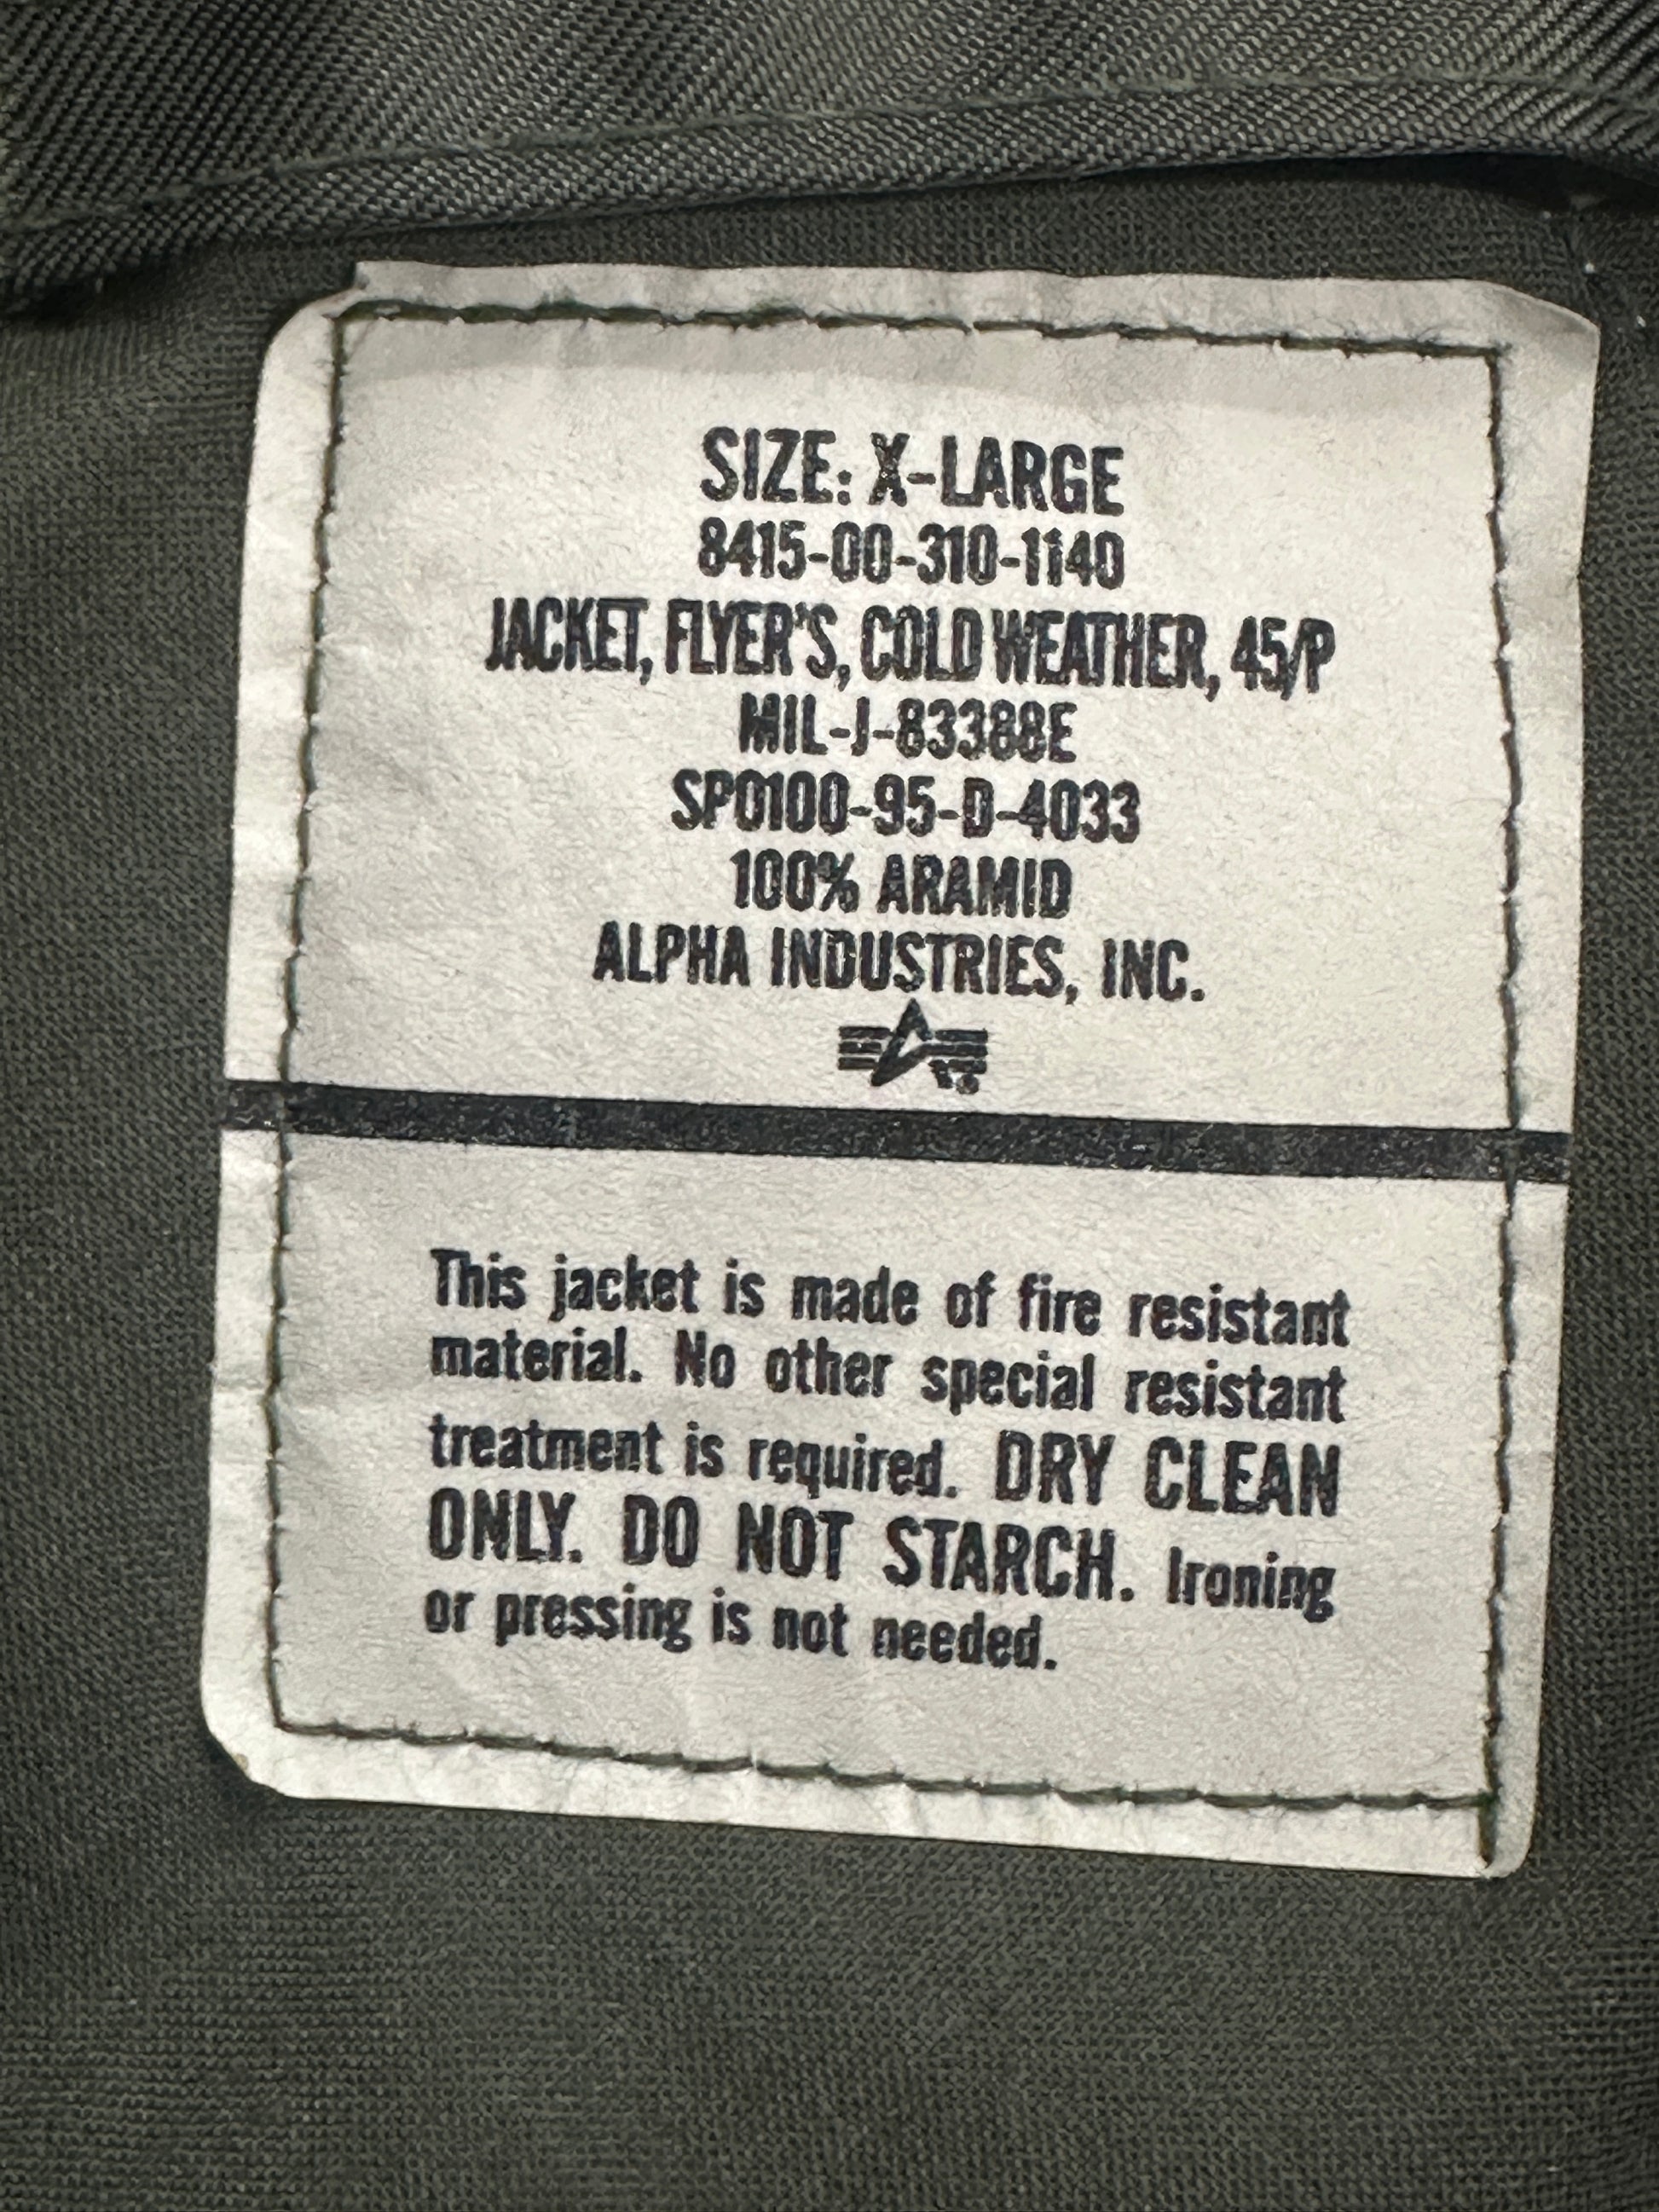 SIZE: X-LARGE
8415-00-310-1140
JACKET, FLYER'S, COLD WEATHER, 45/P
MIL-J-83388E
SPO100-95-D-4033
100% ARAMID
ALPHA INDUSTRIES, INC.
This jacket is made of fire resistant
material. No other special resistant
treatment is required. DRY CLEAN
ONLY. DO NOT STARCH. Ironing
or pressing is not needed.